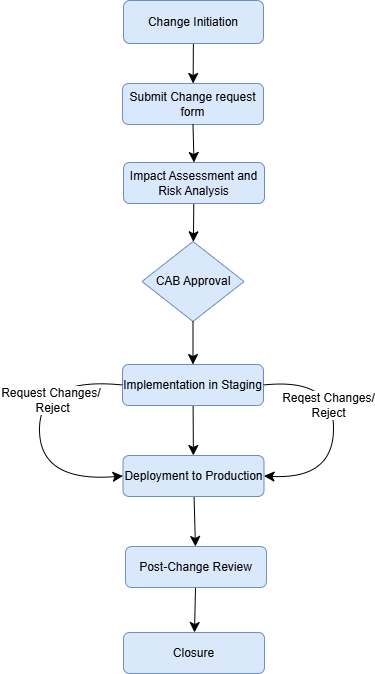 Change Initiation
Submit Change request
form
Impact Assessment and
Risk Analysis
CAB Approval
Implementation in Staging
Request Changes/
Reject
Reqest Changes/
Reject
Deployment to Production
Post-Change Review
Closure